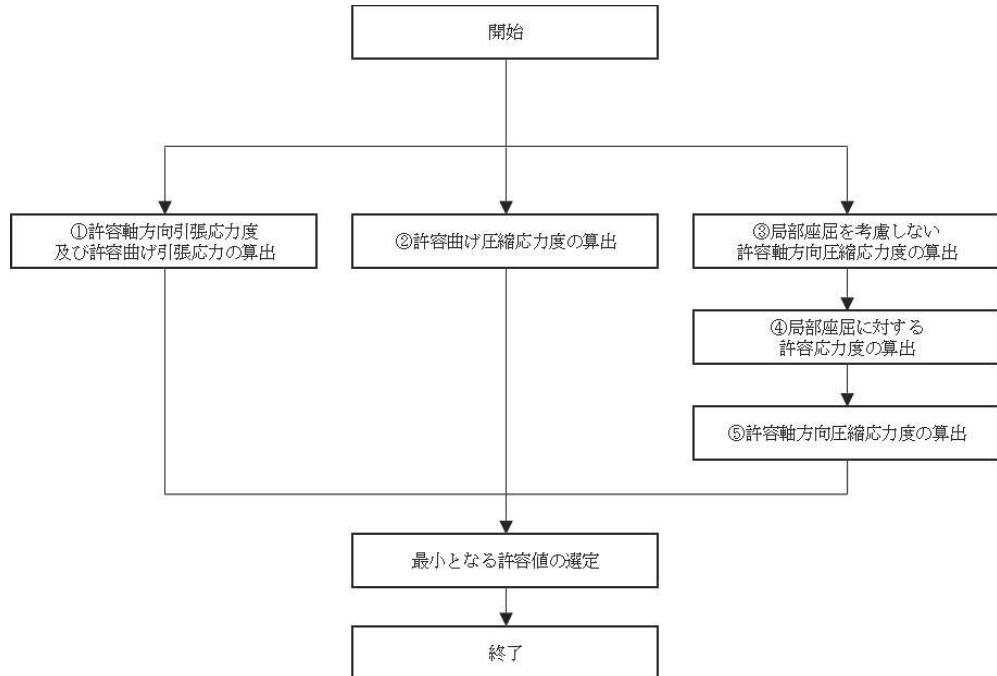 開始
①許容軸方向引張応力度
及び許容曲げ引張応力の算出
②許容曲げ圧縮応力度の算出
③局部座屈を考慮しない
許容軸方向圧縮応力度の算出
④局部座屈に対する
許容応力度の算出
⑤許容軸方向圧縮応力度の算出
最小となる許容値の選定
終了